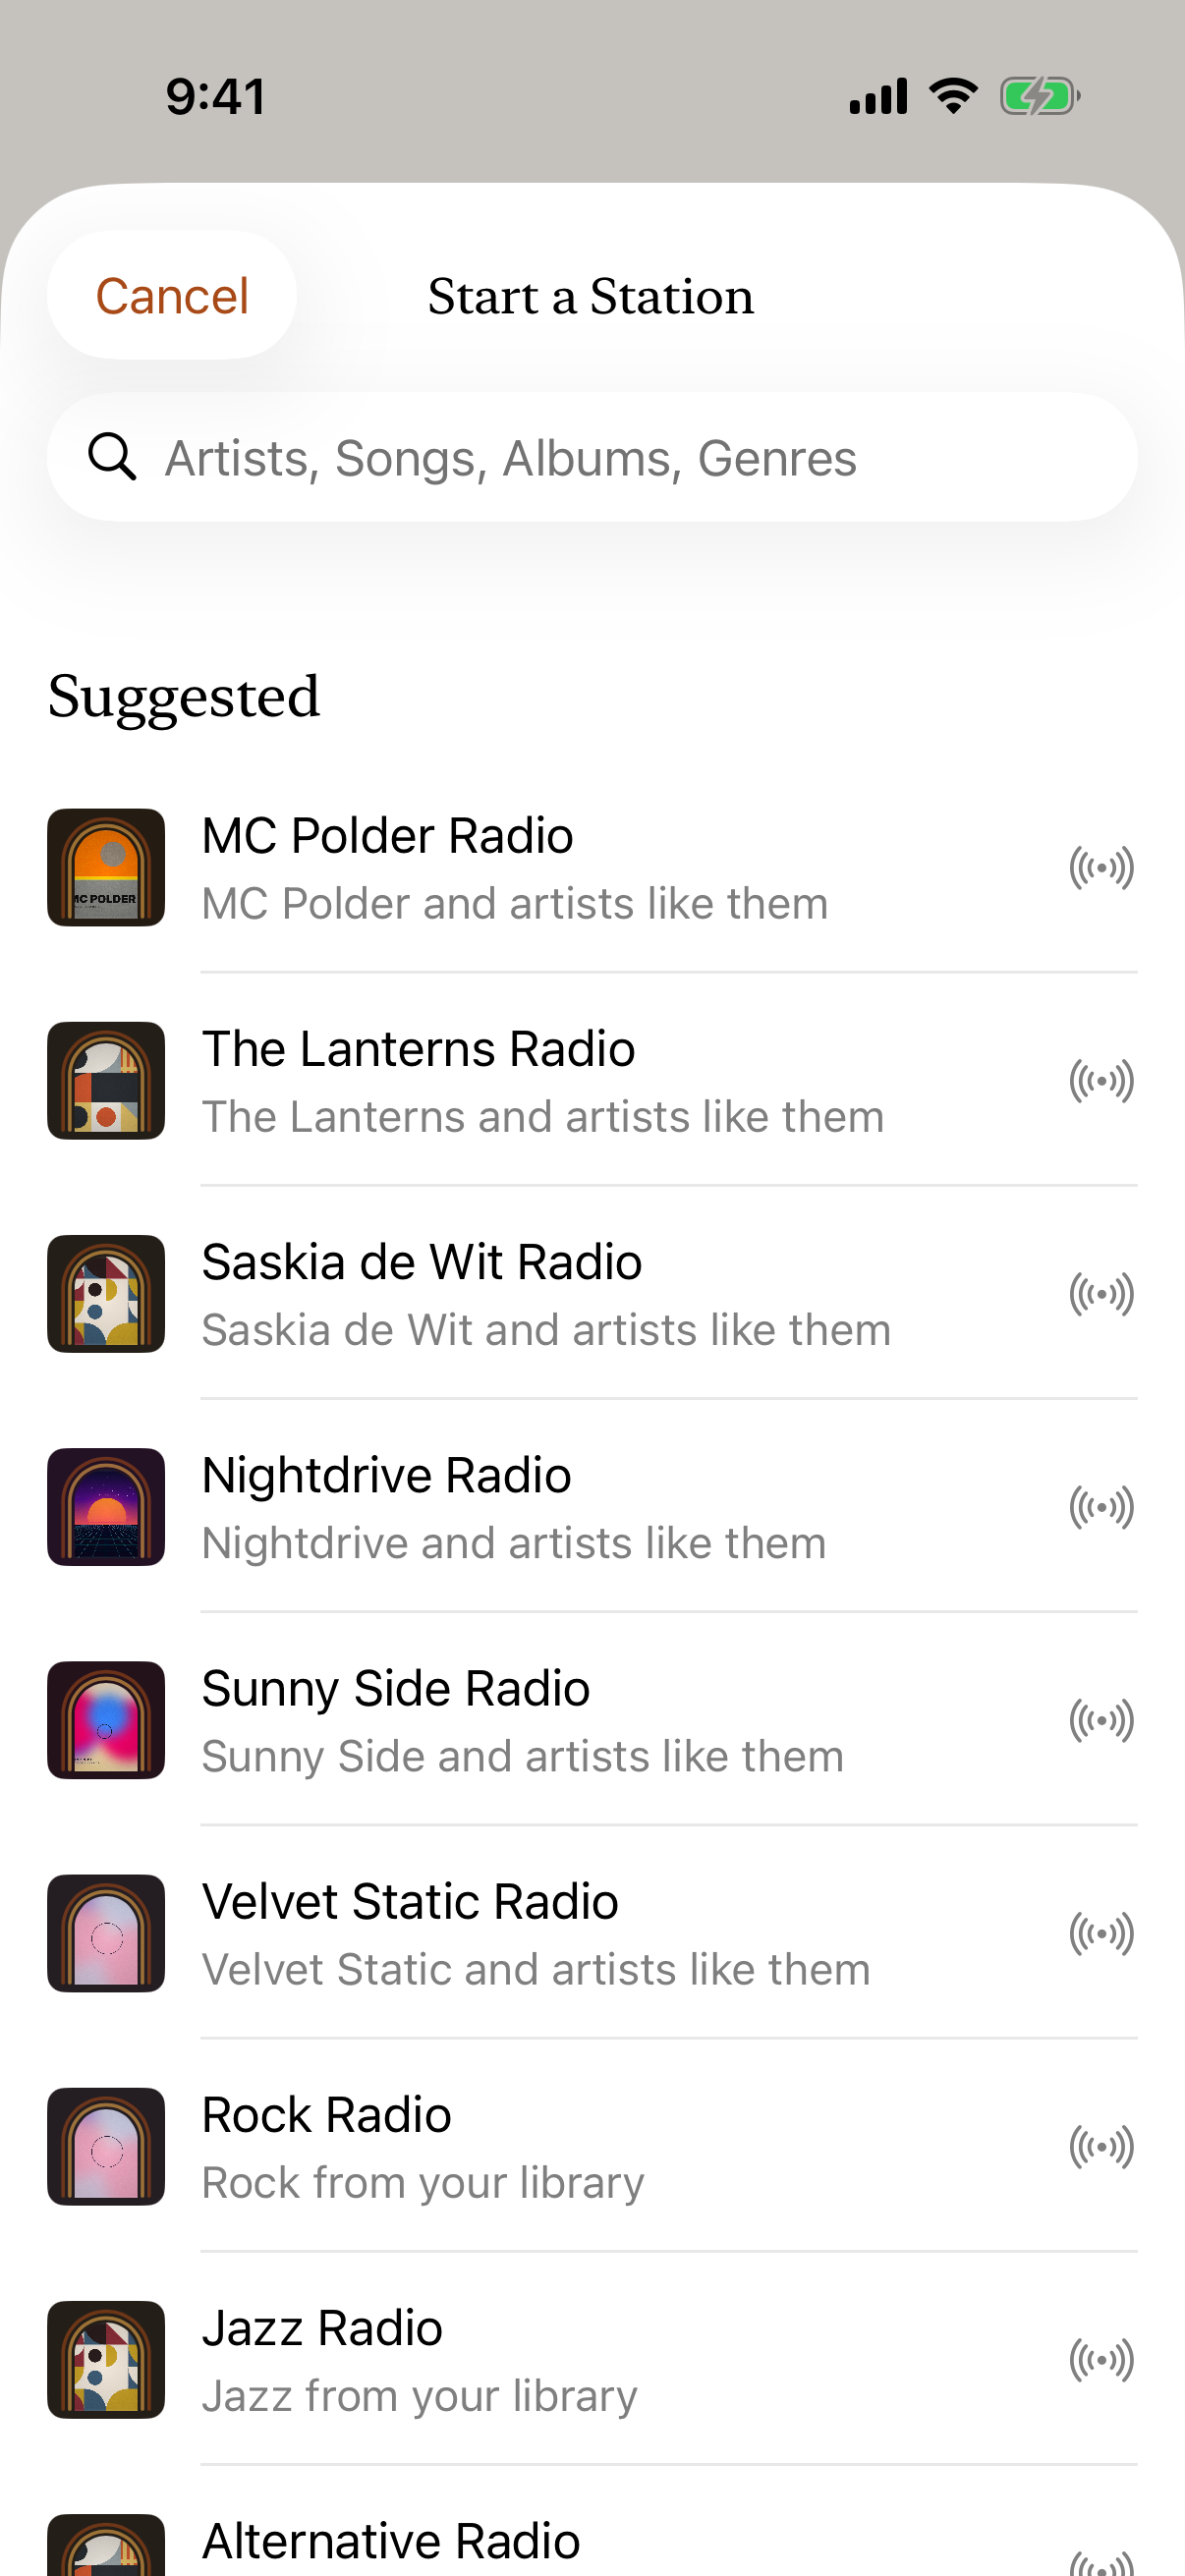 9:41
Cancel
Start a Station
Artists, Songs, Albums, Genres
Suggested
MC Polder Radio
MC POLDER
MC Polder and artists like them
The Lanterns Radio
The Lanterns and artists like them
Saskia de Wit Radio
Saskia de Wit and artists like them
Nightdrive Radio
Nightdrive and artists like them
Sunny Side Radio
Sunny Side and artists like them
Velvet Static Radio
Velvet Static and artists like them
Rock Radio
Rock from your library
Jazz Radio
Jazz from your library
Alternative Radio